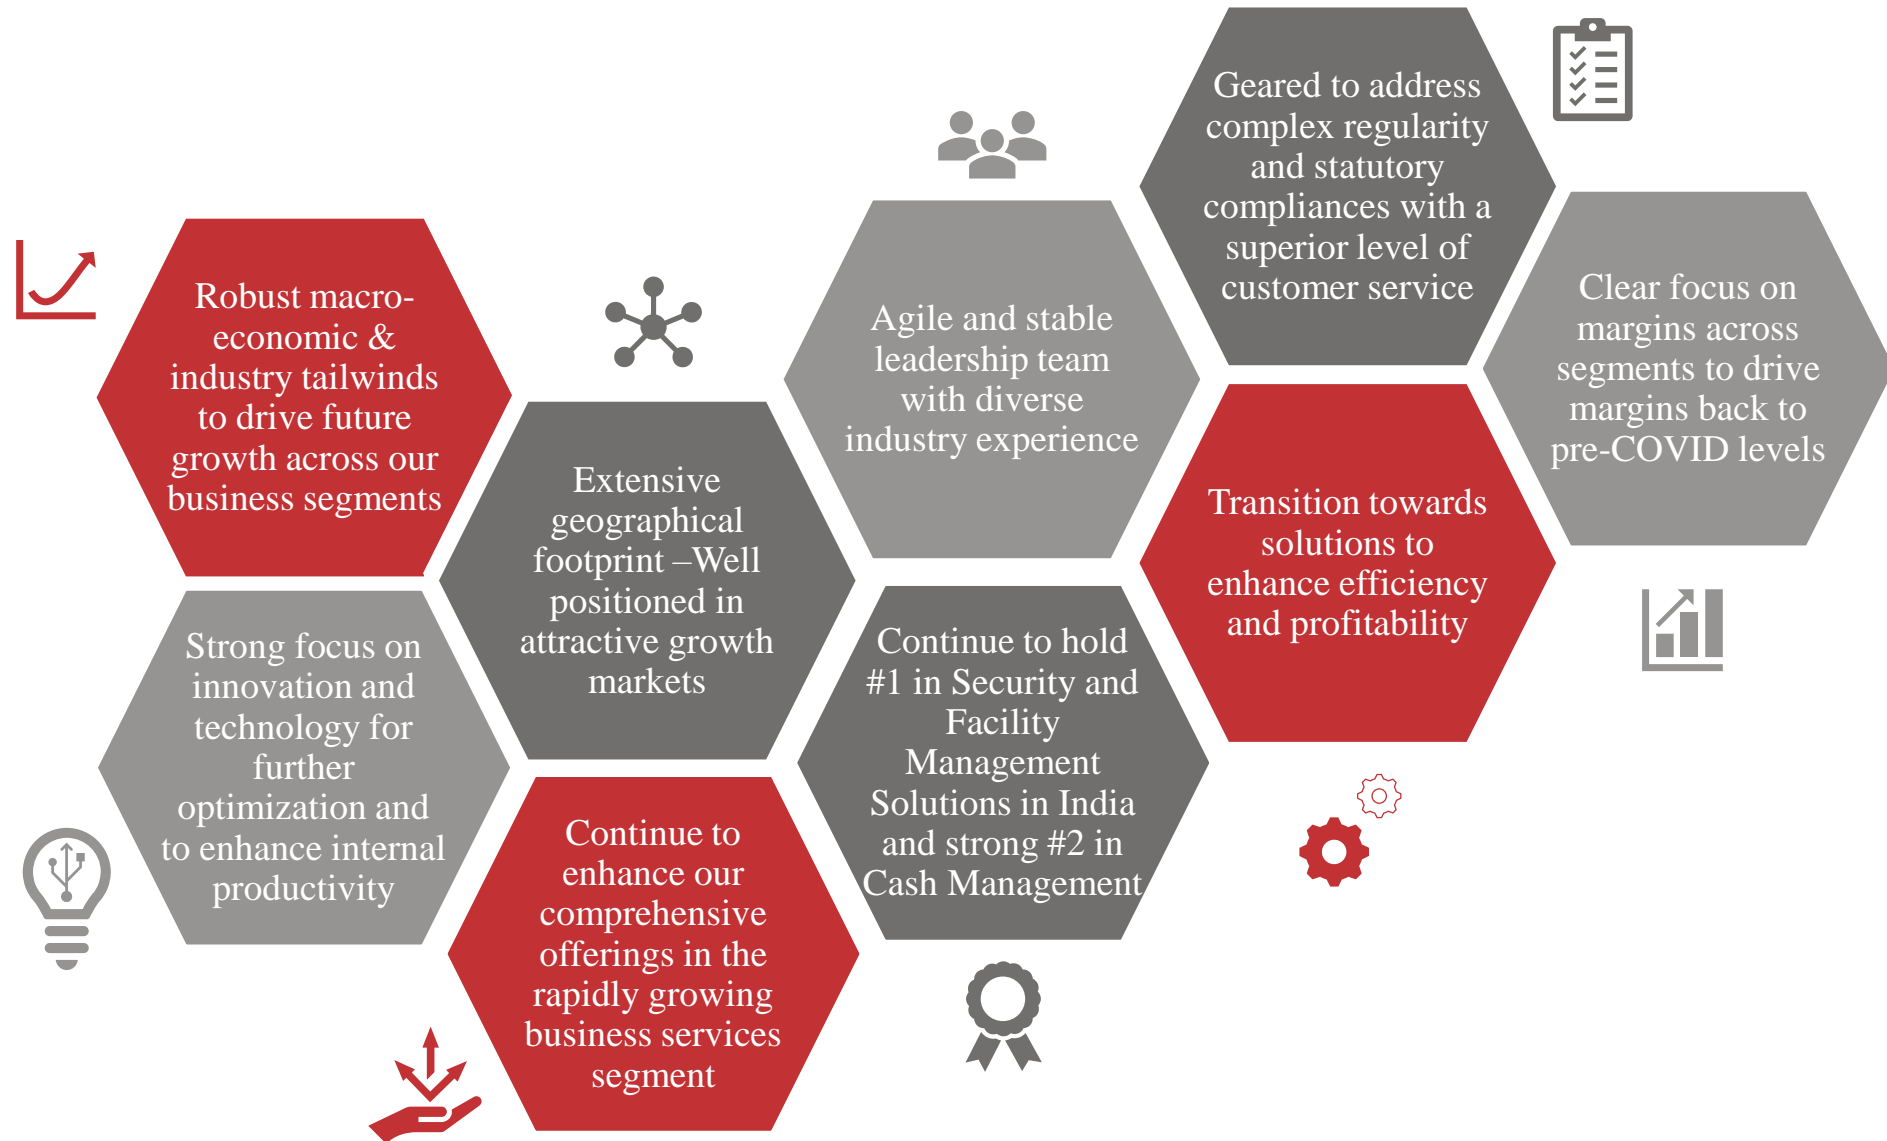 Robust macro-
economic &
industry tailwinds
to drive future
growth across our
business segments
Strong focus on
innovation and
technology for
further
optimization and
to enhance internal
productivity
Extensive
geographical
footprint –Well
positioned in
attractive growth
markets
Continue to
enhance our
comprehensive
offerings in the
rapidly growing
business services
segment
Agile and stable
leadership team
with diverse
industry experience
Continue to hold
#1 in Security and
Facility
Management
Solutions in India
and strong #2 in
Cash Management
Geared to address
complex regularity
and statutory
compliances with a
superior level of
customer service
Transition towards
solutions to
enhance efficiency
and profitability
Clear focus on
margins across
segments to drive
margins back to
pre-COVID levels